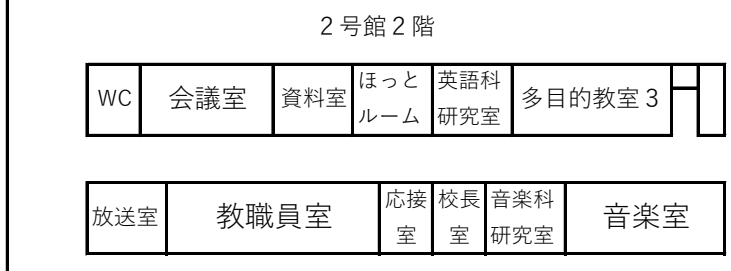 ２号館２階
WC
会議室
資料室
ほっと
ルーム
英語科
研究室
多目的教室３
放送室
教職員室
応接
室
校長
室
音楽科
研究室
音楽室